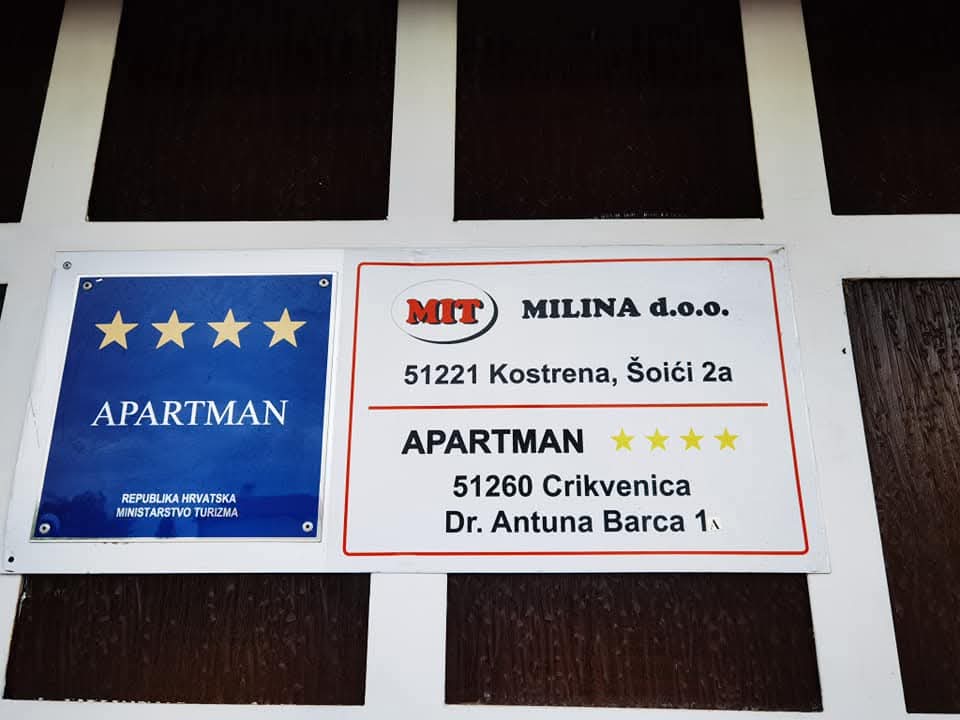 APARTMAN
REPUBLIKA HRVATSKA
MINISTARSTVO TURIZMA
MIT MILINA d.o.o.
51221 Kostrena, Šoići 2a
APARTMAN
51260 Crikvenica
Dr. Antuna Barca 1A